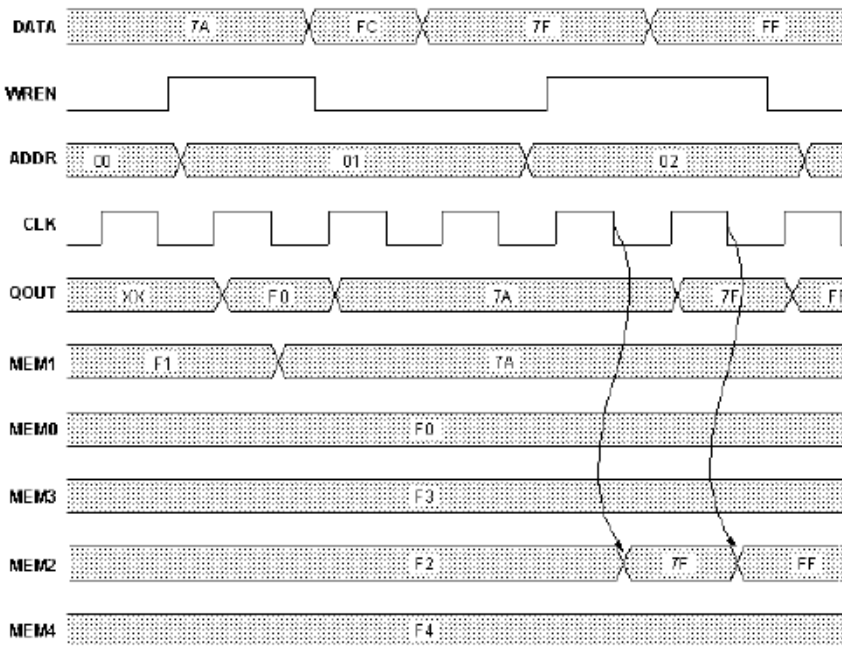 DATA 7A FC 7F FF
WREN
ADDR 00 01 02
CLK
QOUT XX F0 7A 7F FF
MEM1 F1 7A
MEM0 F0
MEM3 F3
MEM2 F2 7F FF
MEM4 F4